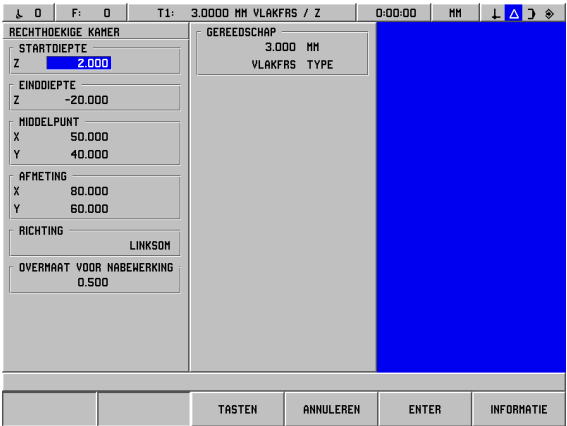 0 F: 0 T1: 3.0000 MM VLAKFRS / Z 0:00:00 MM
RECHTHOEKIGE KAMER
STARTDIEPTE
Z 2.000
EINDDIEPTE
Z -20.000
MIDDELPUNT
X 50.000
Y 40.000
AFMETING
X 80.000
Y 60.000
RICHTING
LINKSOM
OVERMAAT VOOR NABEWERKING
0.500
GEREEDSCHAP
3.000 MM
VLAKFRS TYPE
TASTEN ANNULEREN ENTER INFORMATIE